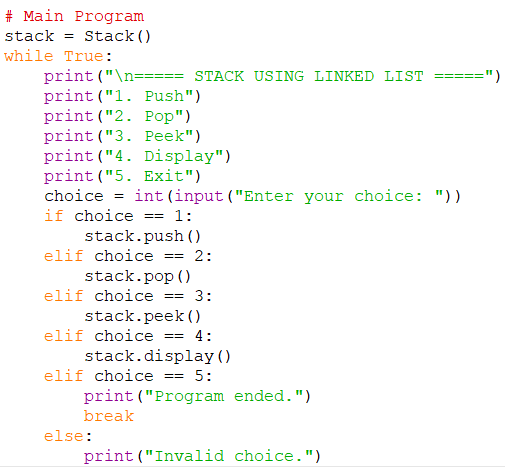 # Main Program
stack = Stack()
while True:
    print("\n===== STACK USING LINKED LIST =====")
    print("1. Push")
    print("2. Pop")
    print("3. Peek")
    print("4. Display")
    print("5. Exit")
    choice = int(input("Enter your choice: "))
    if choice == 1:
        stack.push()
    elif choice == 2:
        stack.pop()
    elif choice == 3:
        stack.peek()
    elif choice == 4:
        stack.display()
    elif choice == 5:
        print("Program ended.")
        break
    else:
        print("Invalid choice.")